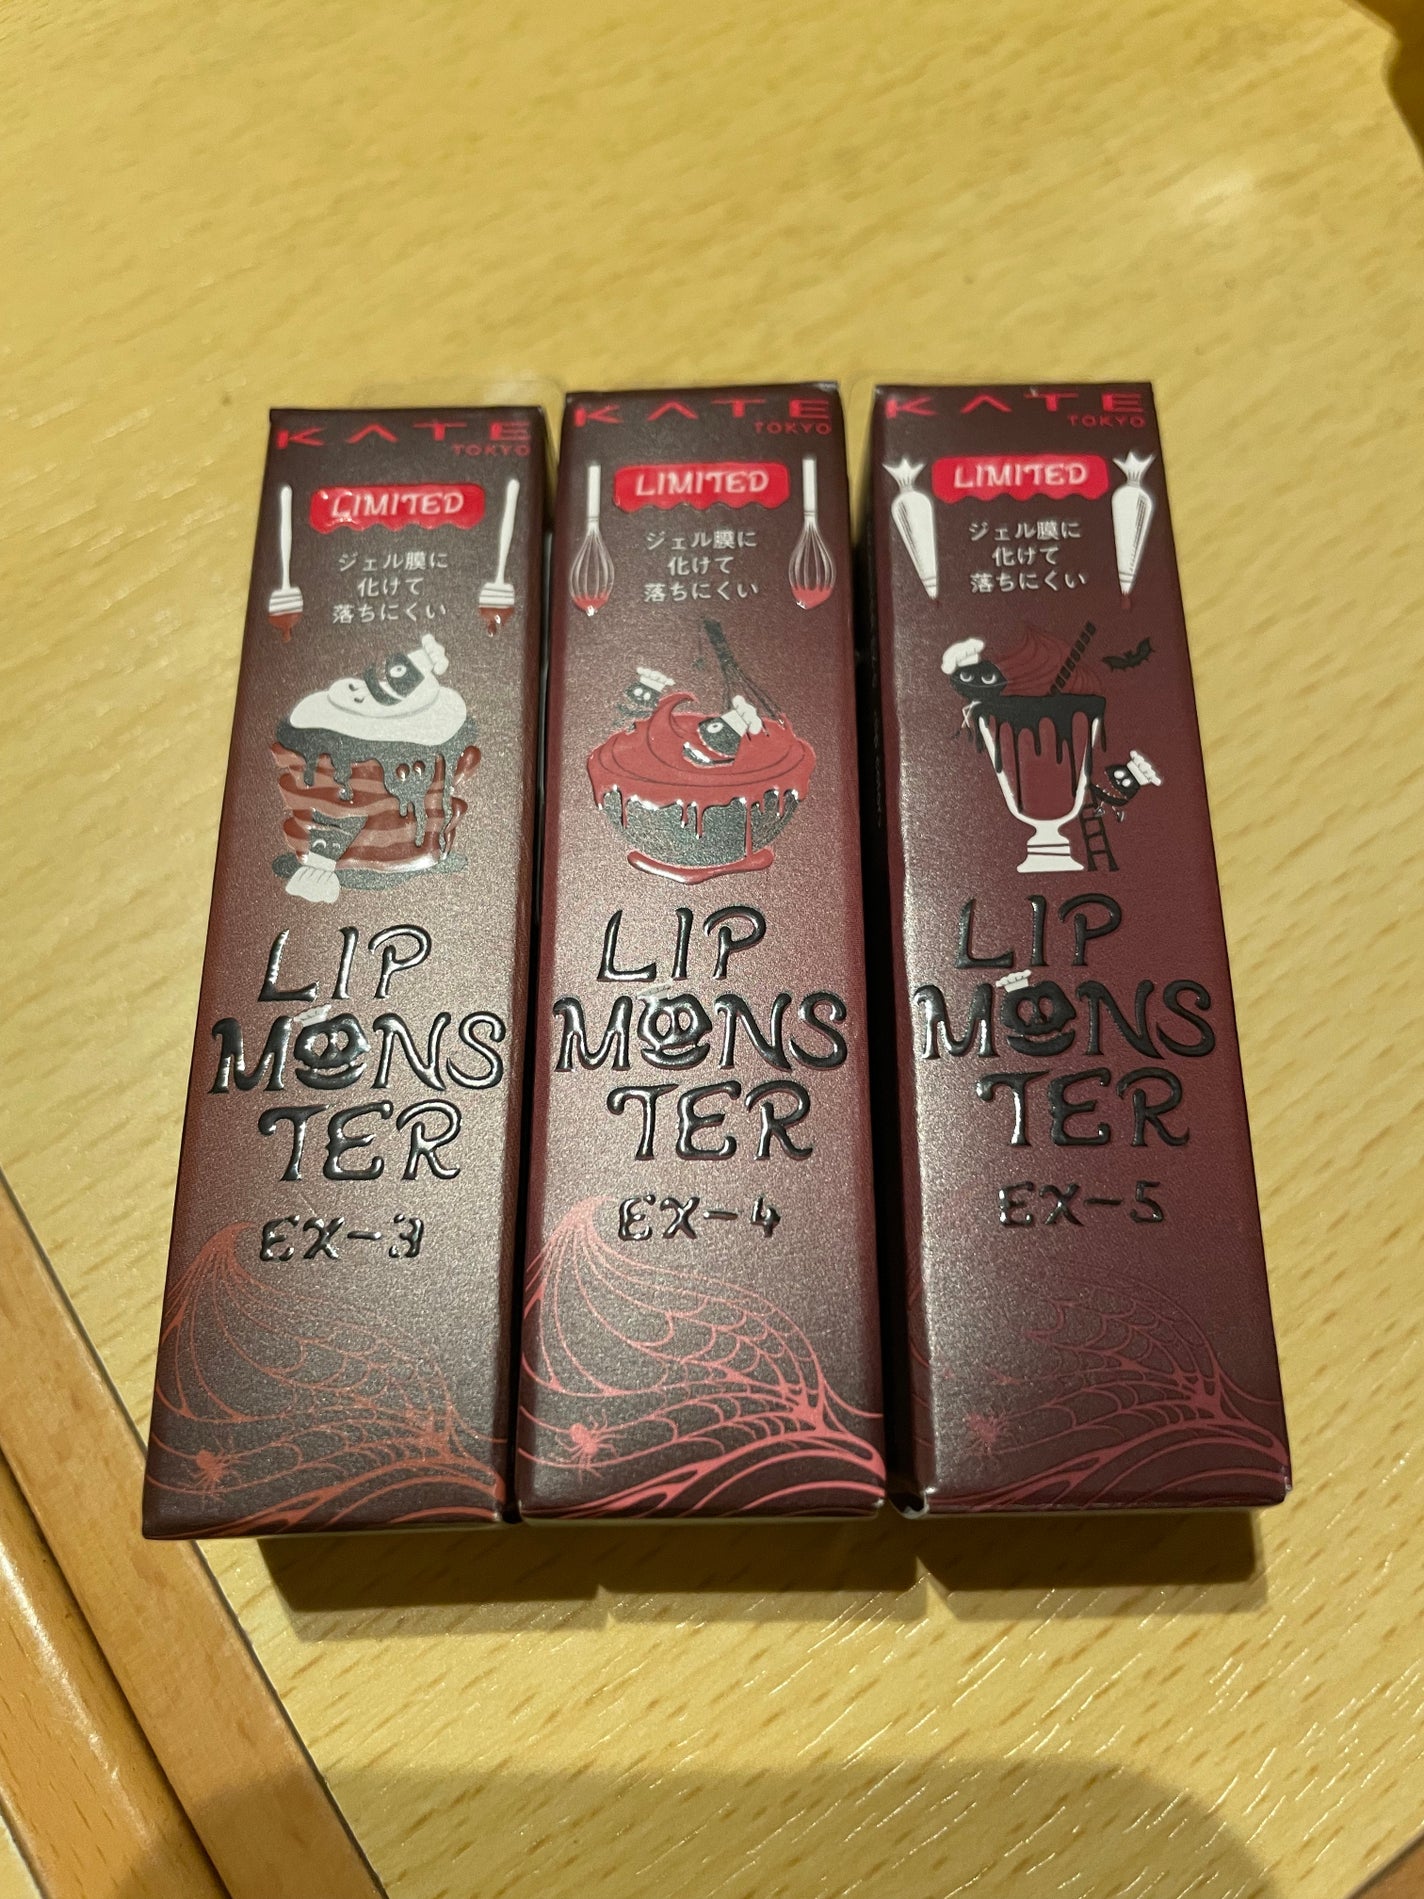 KATE
TOKYO
LIMITED
ジェル膜に
化けて
落ちにくい
LIP
MONS
TER
EX-3
KATE
TOKYO
LIMITED
ジェル膜に
化けて
落ちにくい
LIP
MONS
TER
EX-4
KATE
TOKYO
LIMITED
ジェル膜に
化けて
落ちにくい
LIP
MONS
TER
EX-5